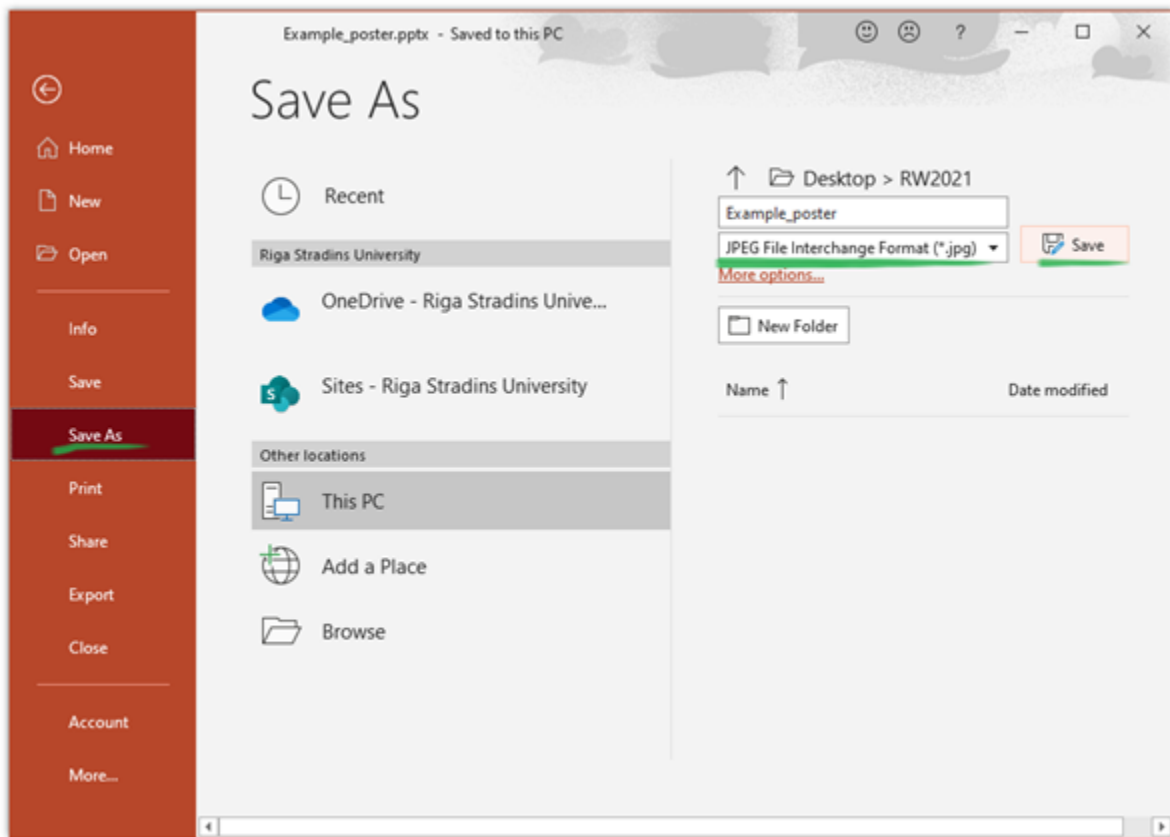 Example_poster.pptx - Saved to this PC
?
Save As
Home
New
Open
Info
Save
Save As
Print
Share
Export
Close
Account
More...
Recent
Riga Stradins University
OneDrive - Riga Stradins Unive...
S
Sites - Riga Stradins University
Other locations
This PC
Add a Place
Browse
Desktop > RW2021
Example_poster
JPEG File Interchange Format (*.jpg)
Save
More options...
New Folder
Name
Date modified